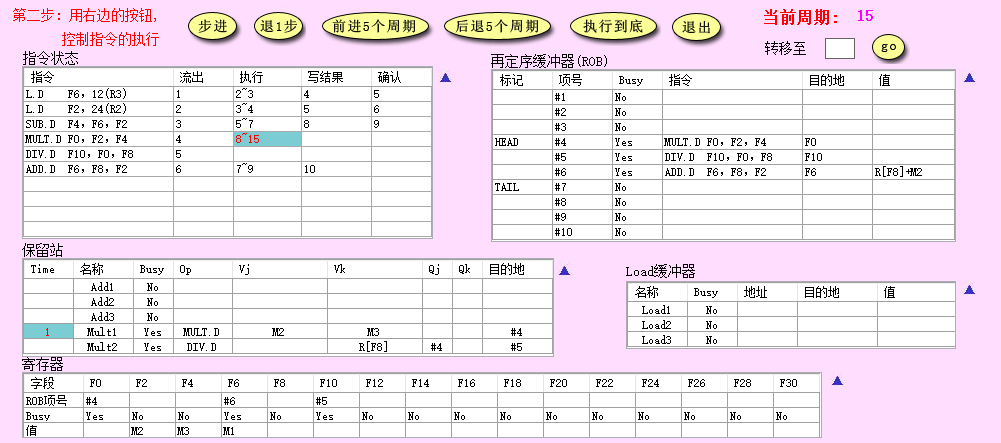 第二步：用右边的按钮,
控制指令的执行
步进 退1步 前进5个周期 后退5个周期 执行到底 退出
当前周期： 15
转移至 go
指令状态
指令 流出 执行 写结果 确认
L.D F6, 12(R3) 1 2~3 4 5
L.D F2, 24(R2) 2 3~4 5 6
SUB.D F4, F6, F2 3 5~7 8 9
MULT.D F0, F2, F4 4 8~15
DIV.D F10, F0, F8 5
ADD.D F6, F8, F2 6 7~9 10
再定序缓冲器(ROB)
标记 项号 Busy 指令 目的地 值
#1 No
#2 No
#3 No
HEAD #4 Yes MULT.D F0, F2, F4 F0
#5 Yes DIV.D F10, F0, F8 F10
#6 Yes ADD.D F6, F8, F2 F6 R[F8]+M2
TAIL #7 No
#8 No
#9 No
#10 No
保留站
Time 名称 Busy Op Vj Vk Qj Qk 目的地
Add1 No
Add2 No
Add3 No
1 Mult1 Yes MULT.D M2 M3 #4
Mult2 Yes DIV.D R[F8] #4 #5
Load缓冲器
名称 Busy 地址 目的地 值
Load1 No
Load2 No
Load3 No
寄存器
字段 F0 F2 F4 F6 F8 F10 F12 F14 F16 F18 F20 F22 F24 F26 F28 F30
ROB项号 #4 #6 #5
Busy Yes No No Yes No Yes No No No No No No No No No No
值 M2 M3 M1